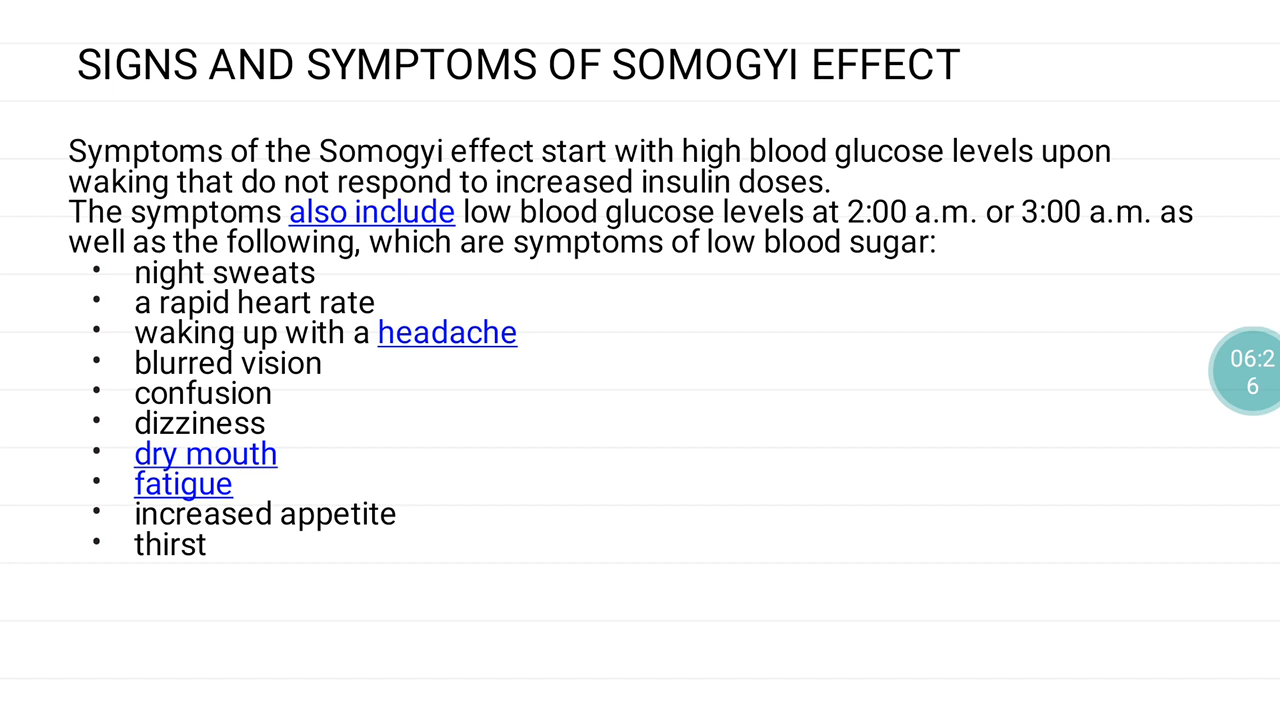 SIGNS AND SYMPTOMS OF SOMOGYI EFFECT
Symptoms of the Somogyi effect start with high blood glucose levels upon
waking that do not respond to increased insulin doses.
The symptoms also include low blood glucose levels at 2:00 a.m. or 3:00 a.m. as
well as the following, which are symptoms of low blood sugar:
• night sweats
• a rapid heart rate
• waking up with a headache
• blurred vision
• confusion
• dizziness
• dry mouth
• fatigue
• increased appetite
• thirst
06:2
6